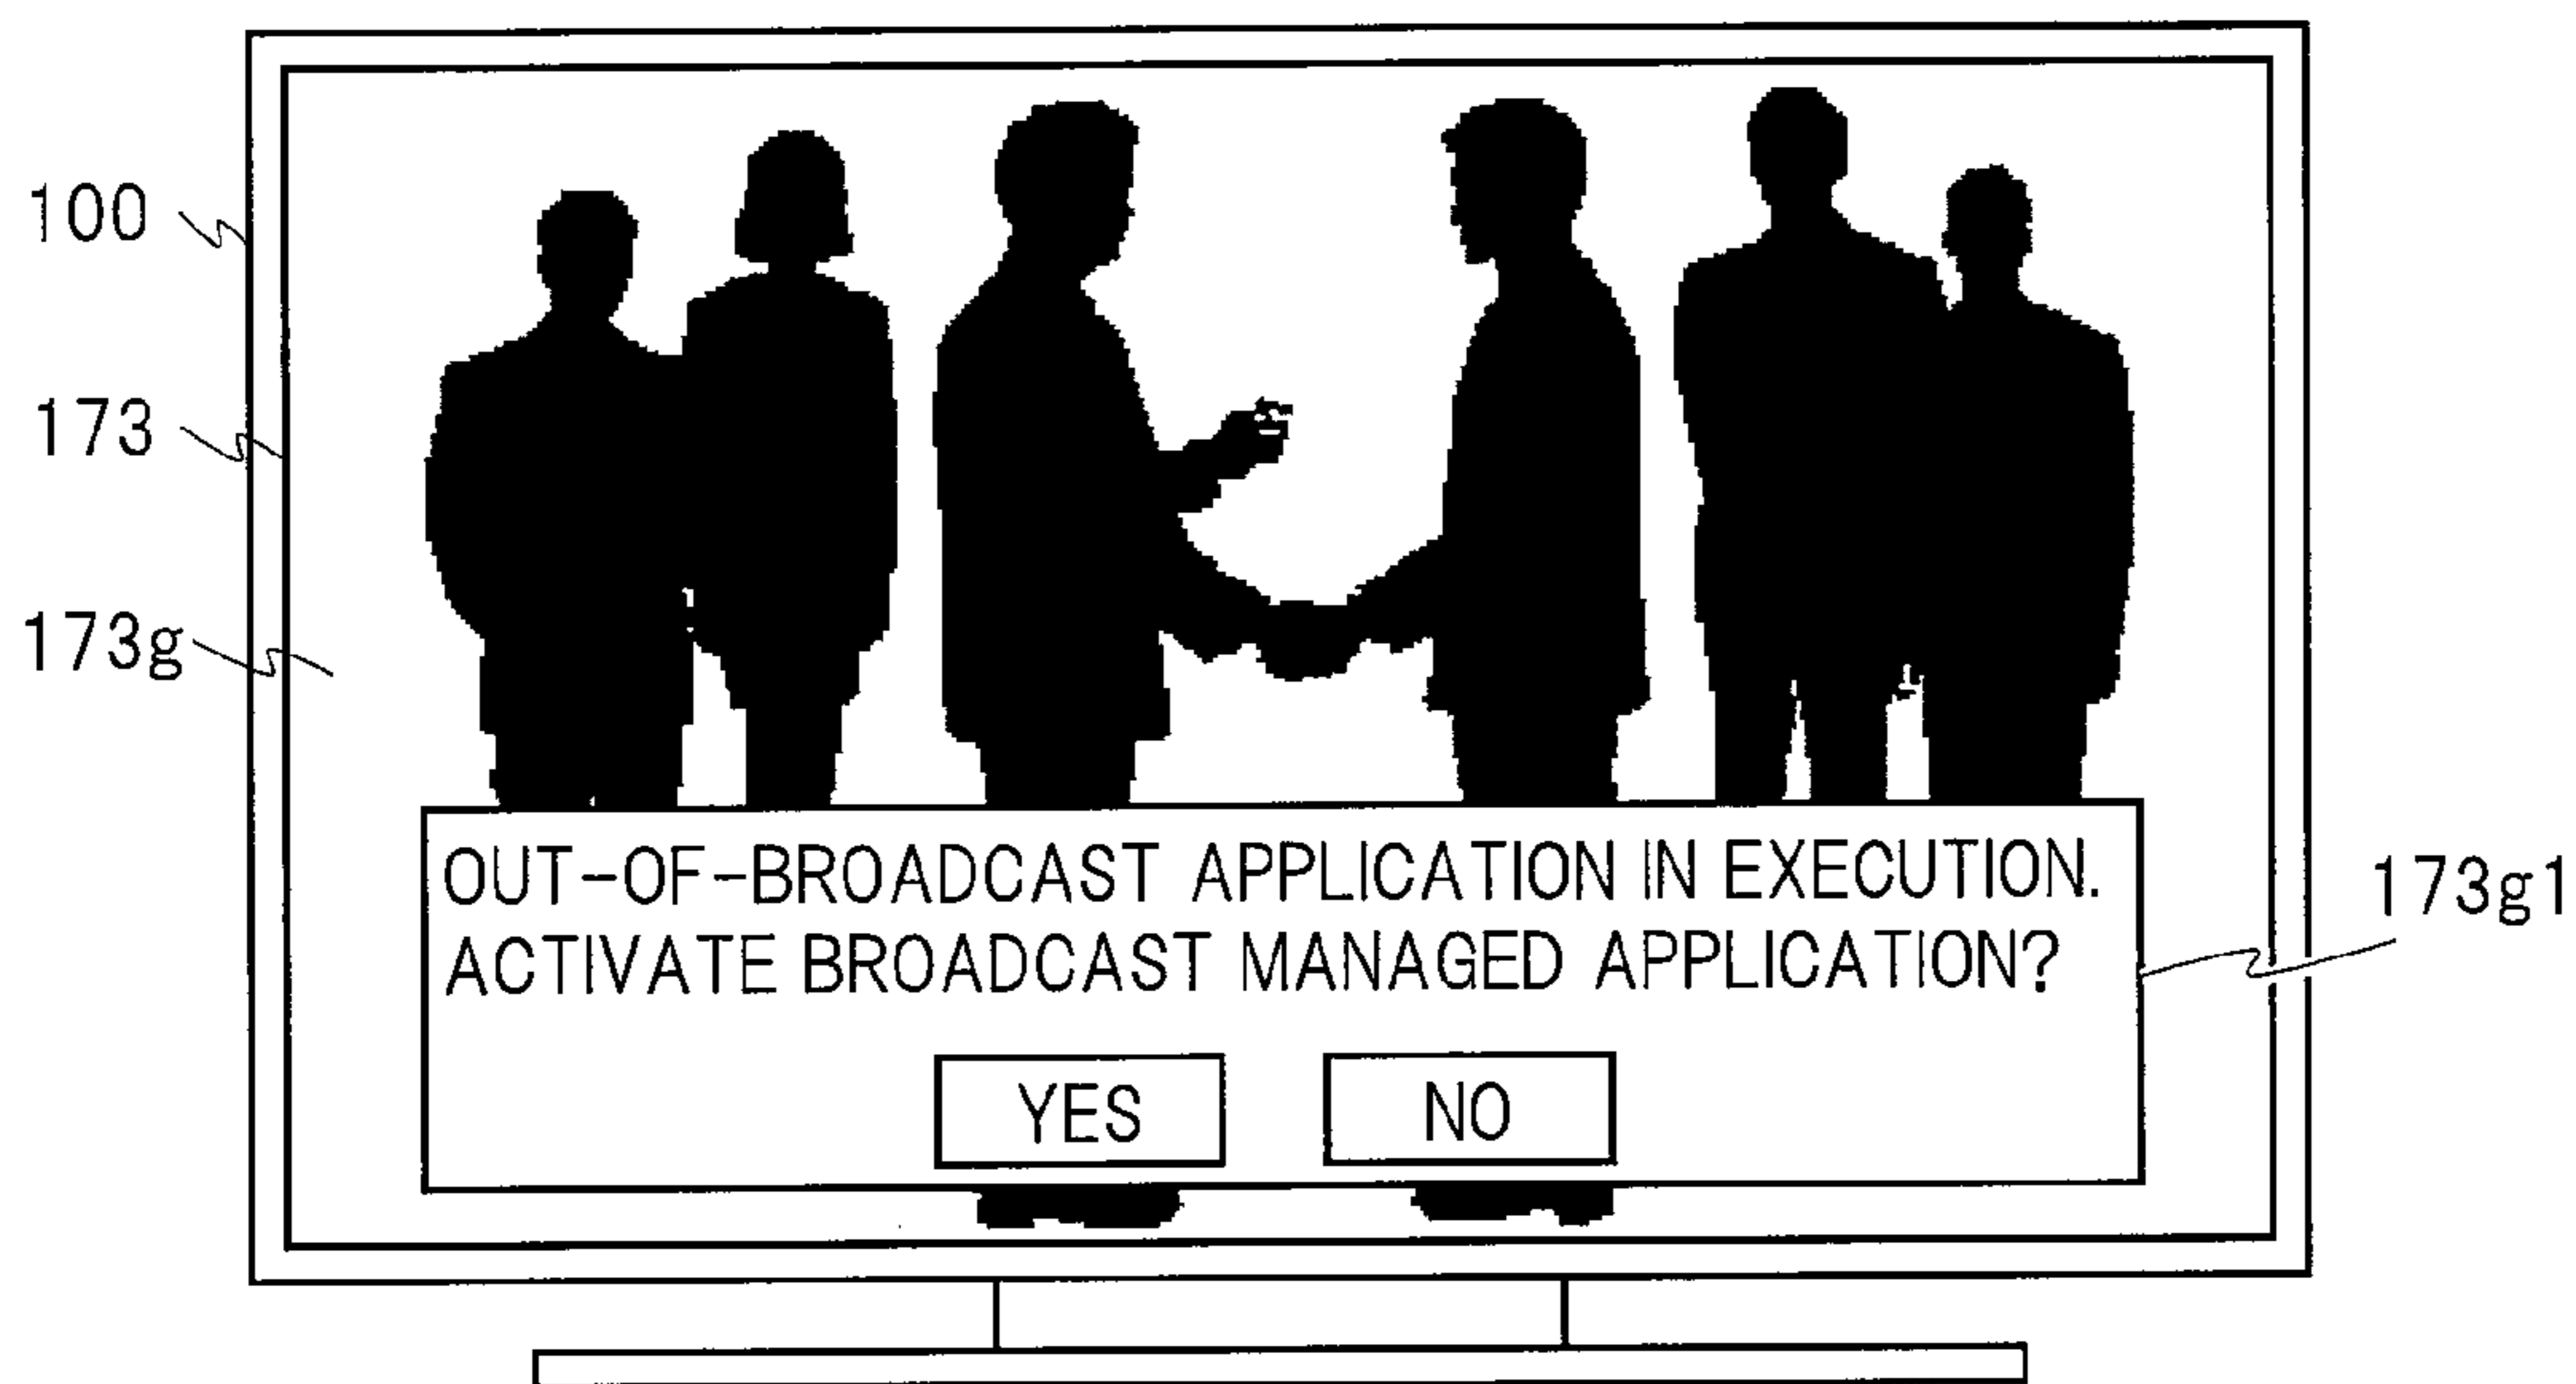 100
173
173g
OUT-OF-BROADCAST APPLICATION IN EXECUTION.
ACTIVATE BROADCAST MANAGED APPLICATION?
173g1
YES NO